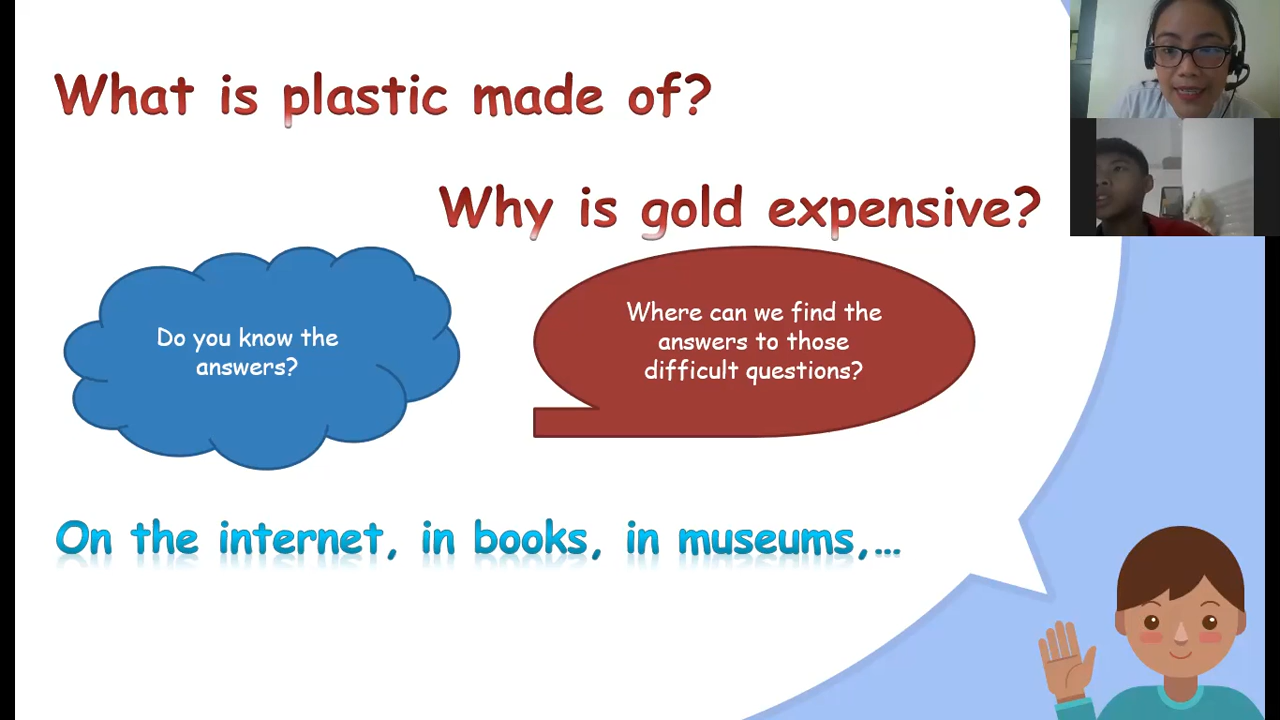 What is plastic made of?
Why is gold expensive?
Do you know the
answers?
Where can we find the
answers to those
difficult questions?
On the internet, in books, in museums,...